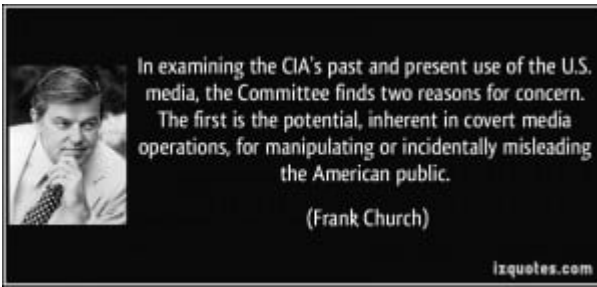 In examining the CIA's past and present use of the U.S.
media, the Committee finds two reasons for concern.
The first is the potential, inherent in covert media
operations, for manipulating or incidentally misleading
the American public.
(Frank Church)
izquotes.com